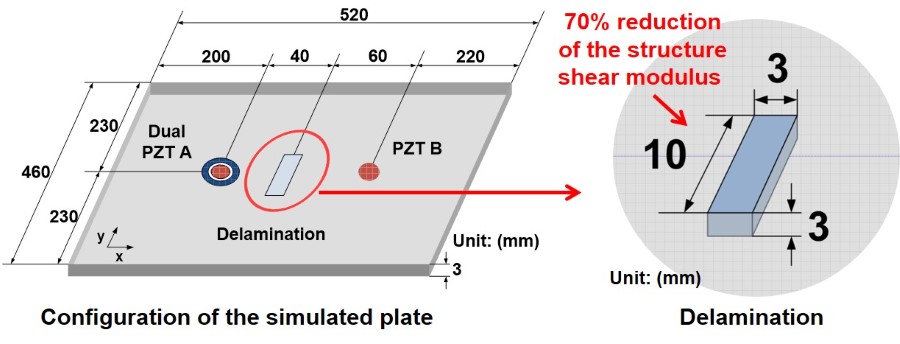 520
200 40 60 220
230
460
230
Dual
PZT A
PZT B
Delamination
y
x
Unit: (mm)
3
Configuration of the simulated plate
70% reduction
of the structure
shear modulus
3
10
3
Unit: (mm)
Delamination